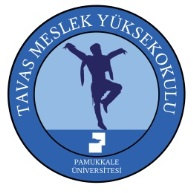 TAVAS MESLEK YÜKSEKOKULU
PAMUKKALE
ÜNİVERSİTESİ